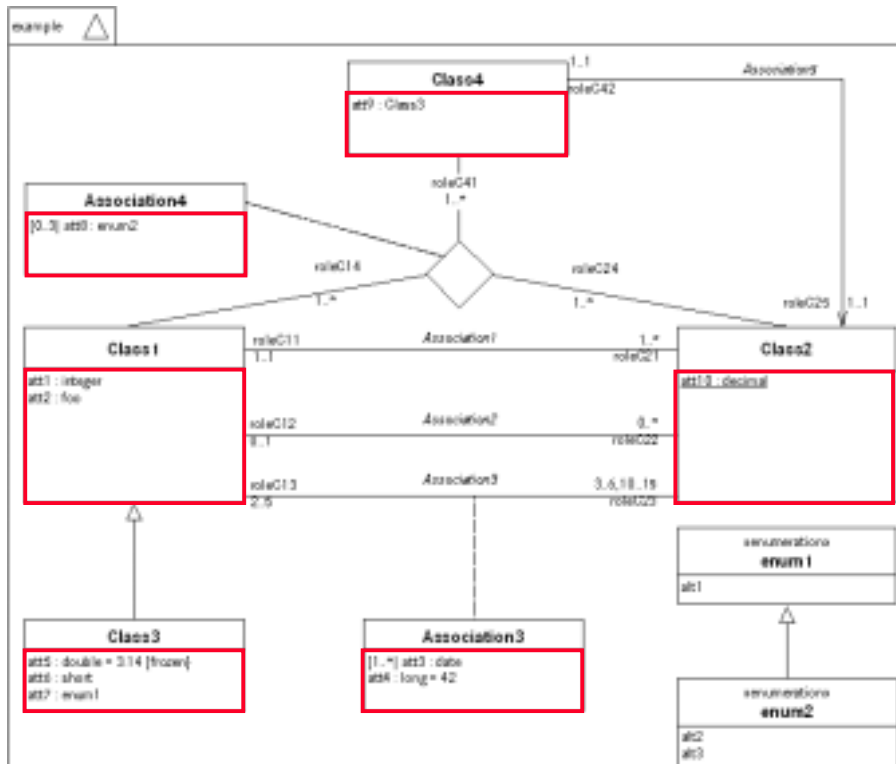 example
1..1
Class4
Association5
roleC42
att9 : Class3
roleC41
1..*
Association4
[0..3] att8 : enum2
roleC14
roleC24
1..*
1..*
roleC25
1..1
Class1
roleC11
Association1
1..*
Class2
1..1
roleC21
att1 : integer
att2 : foo
att10 : decimal
roleC12
Association2
0..*
0..1
roleC22
roleC13
Association3
3..6,10..15
2..5
roleC23
«enumeration»
enum1
alt1
Class3
Association3
att5 : double = 3.14 {frozen}
att6 : short
att7 : enum1
[1..*] att3 : date
att4 : long = 42
«enumeration»
enum2
alt2
alt3